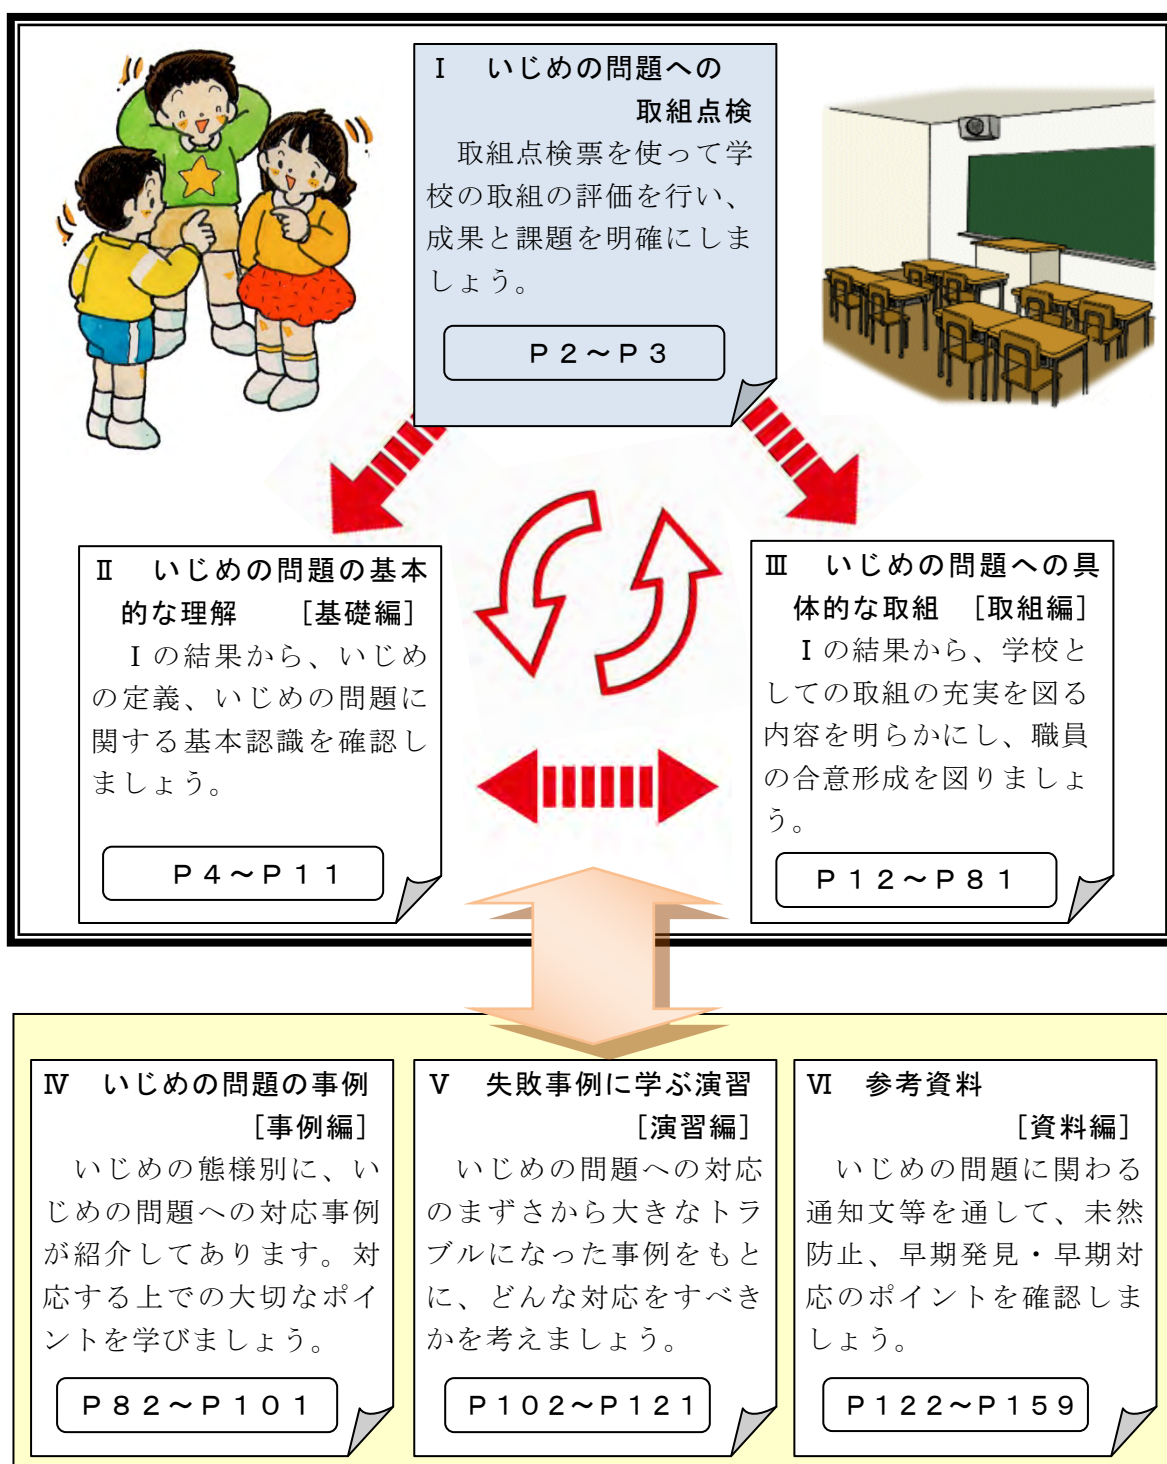 Ⅰ　いじめの問題への
取組点検
　取組点検票を使って学
校の取組の評価を行い、
成果と課題を明確にしま
しょう。
Ｐ２～Ｐ３
Ⅱ　いじめの問題の基本
的な理解　［基礎編］
　Ⅰの結果から、いじめ
の定義、いじめの問題に
関する基本認識を確認し
ましょう。
Ｐ４～Ｐ１１
Ⅲ　いじめの問題への具
体的な取組　［取組編］
　Ⅰの結果から、学校と
しての取組の充実を図る
内容を明らかにし、職員
の合意形成を図りましょ
う。
Ｐ１２～Ｐ８１
Ⅳ　いじめの問題の事例
［事例編］
　いじめの態様別に、い
じめの問題への対応事例
が紹介してあります。対
応する上での大切なポイ
ントを学びましょう。
Ｐ８２～Ｐ１０１
Ⅴ　失敗事例に学ぶ演習
［演習編］
　いじめの問題への対応
のまずさから大きなトラ
ブルになった事例をもと
に、どんな対応をすべき
かを考えましょう。
Ｐ１０２～Ｐ１２１
Ⅵ　参考資料
［資料編］
　いじめの問題に関わる
通知文等を通して、未然
防止、早期発見・早期対
応のポイントを確認しま
しょう。
Ｐ１２２～Ｐ１５９